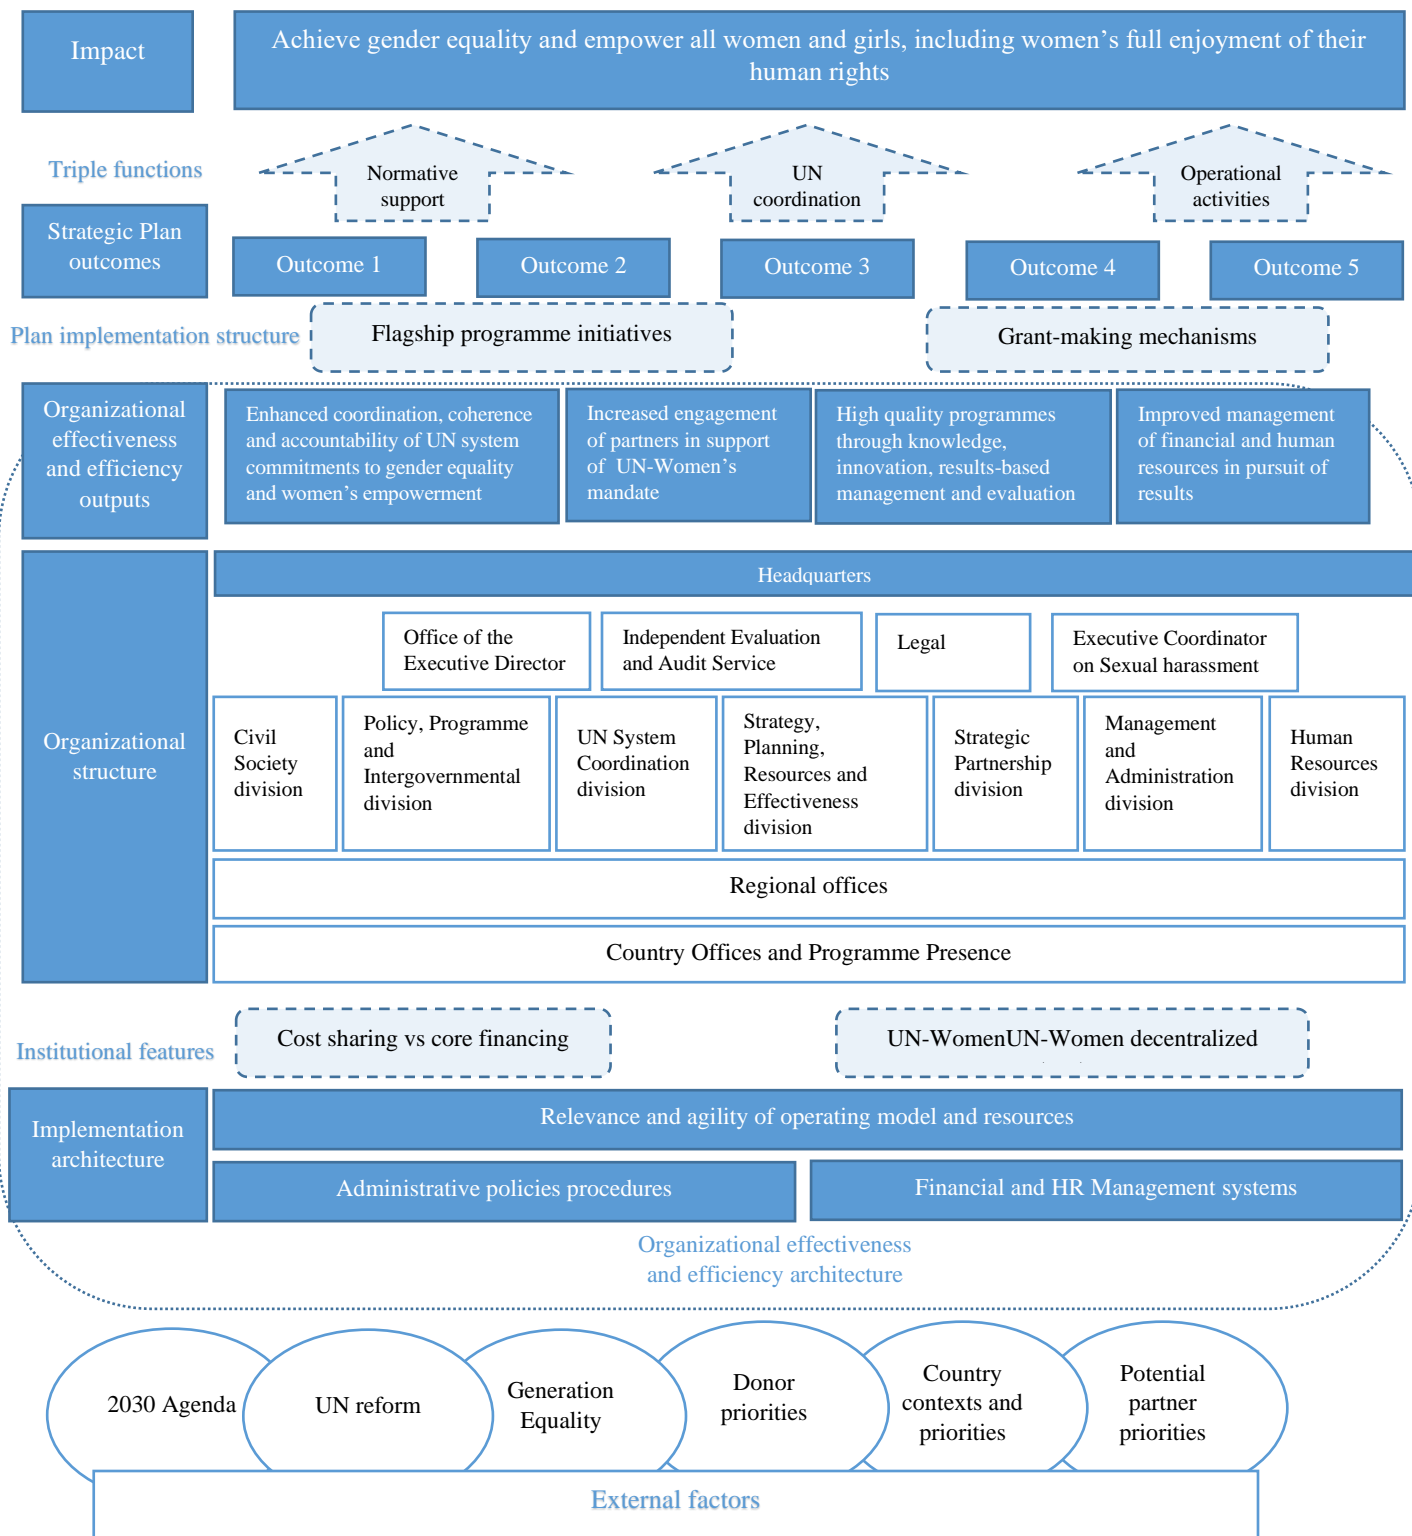 Impact
Achieve gender equality and empower all women and girls, including women’s full enjoyment of their
human rights
Triple functions
Normative
support
UN
coordination
Operational
activities
Strategic Plan
outcomes
Outcome 1
Outcome 2
Outcome 3
Outcome 4
Outcome 5
Plan implementation structure
Flagship programme initiatives
Grant-making mechanisms
Organizational
effectiveness
and efficiency
outputs
Enhanced coordination, coherence
and accountability of UN system
commitments to gender equality
and women’s empowerment
Increased engagement
of partners in support
of UN-Women’s
mandate
High quality programmes
through knowledge,
innovation, results-based
management and evaluation
Improved management
of financial and human
resources in pursuit of
results
Organizational
structure
Headquarters
Office of the
Executive Director
Independent Evaluation
and Audit Service
Legal
Executive Coordinator
on Sexual harassment
Civil
Society
division
Policy, Programme
and
Intergovernmental
division
UN System
Coordination
division
Strategy,
Planning,
Resources and
Effectiveness
division
Strategic
Partnership
division
Management
and
Administration
division
Human
Resources
division
Regional offices
Country Offices and Programme Presence
Institutional features
Cost sharing vs core financing
UN-WomenUN-Women decentralized
Implementation
architecture
Relevance and agility of operating model and resources
Administrative policies procedures
Financial and HR Management systems
Organizational effectiveness
and efficiency architecture
2030 Agenda
UN reform
Generation
Equality
Donor
priorities
Country
contexts and
priorities
Potential
partner
priorities
External factors